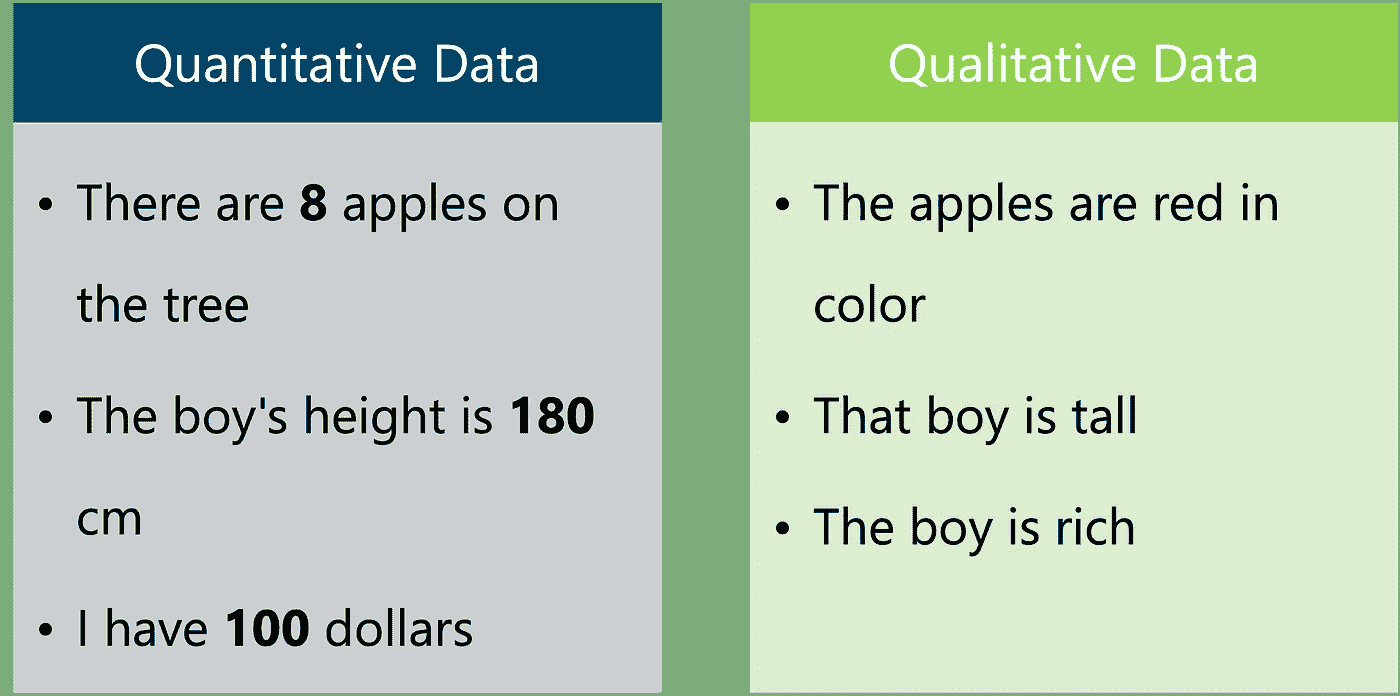 Quantitative Data
• There are 8 apples on
the tree
• The boy's height is 180
cm
• I have 100 dollars
Qualitative Data
• The apples are red in
color
• That boy is tall
• The boy is rich